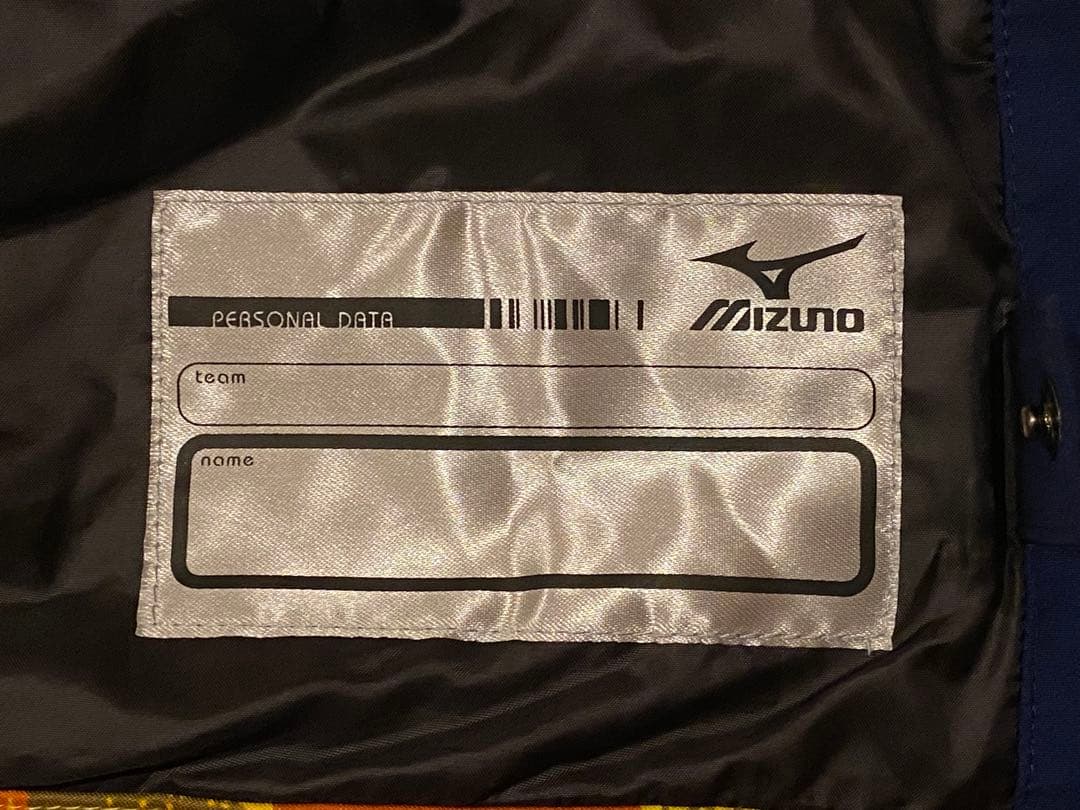 PERSONAL DATA
MIZUNO
team
name